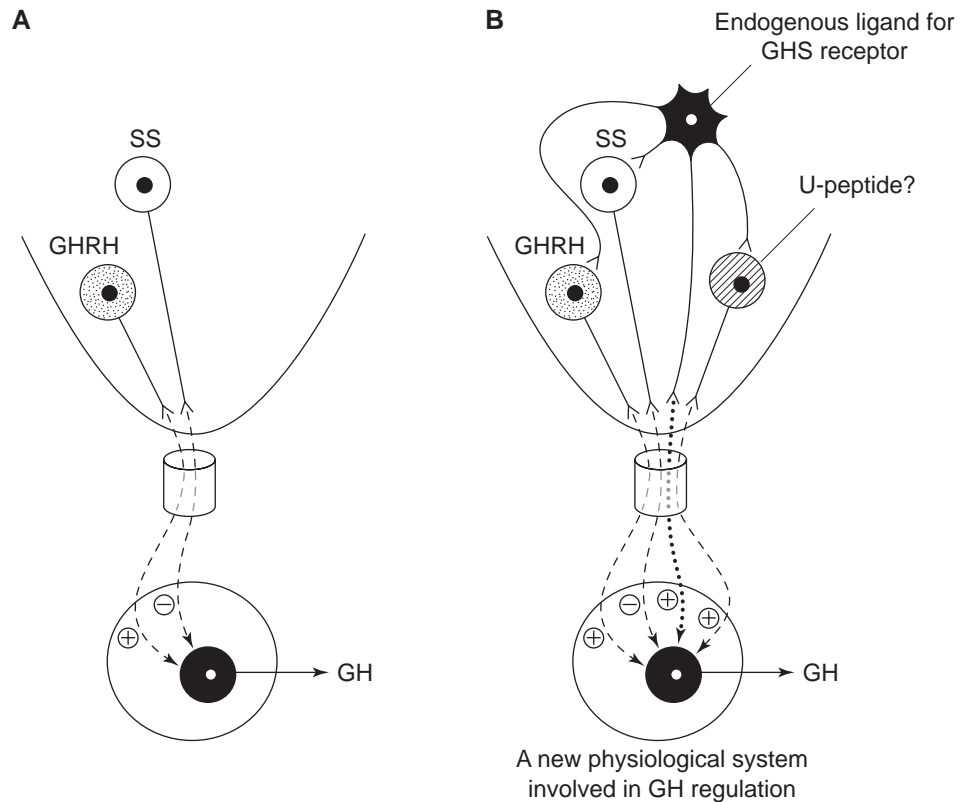 A
SS
GHRH
−
+
GH
B
Endogenous ligand for
GHS receptor
SS
U-peptide?
GHRH
−
+
+
+
GH
A new physiological system
involved in GH regulation